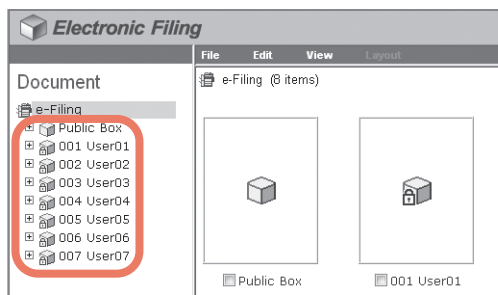 Electronic Filing
File Edit View Layout
Document
e-Filing
Public Box
001 User01
002 User02
003 User03
004 User04
005 User05
006 User06
007 User07
e-Filing (8 items)
Public Box
001 User01